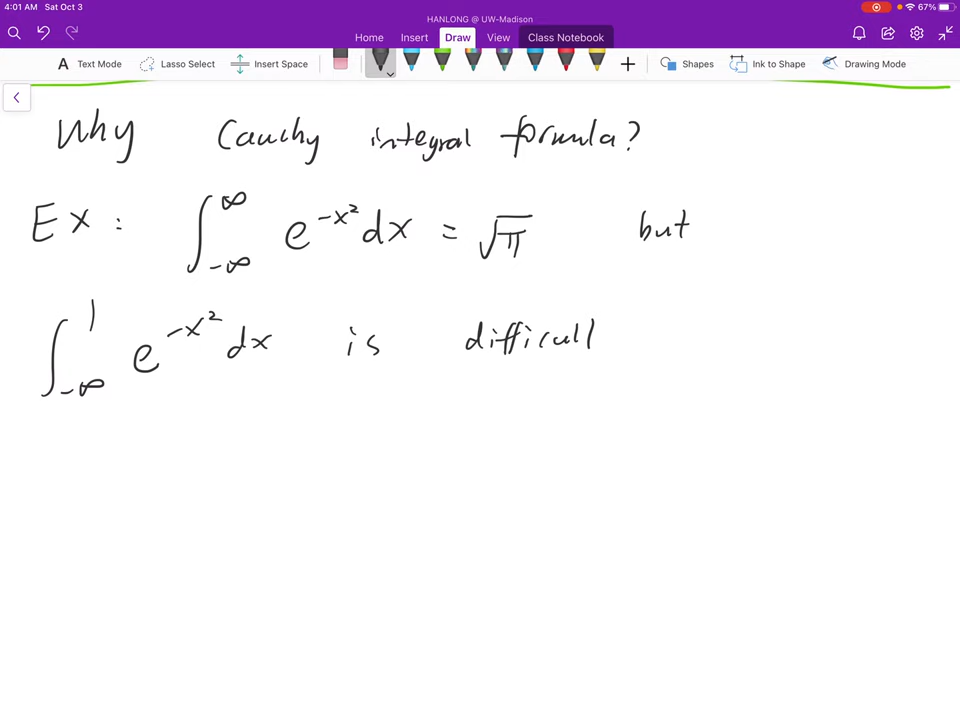 4:01 AM Sat Oct 3
67%
HANLONG @ UW-Madison
Home Insert Draw View Class Notebook
A Text Mode Lasso Select Insert Space Shapes Ink to Shape Drawing Mode
Why Cauchy integral formula?
Ex: ∫_{-∞}^{∞} e^{-x^2} dx = √π but
∫_{-∞}^{1} e^{-x^2} dx is difficult